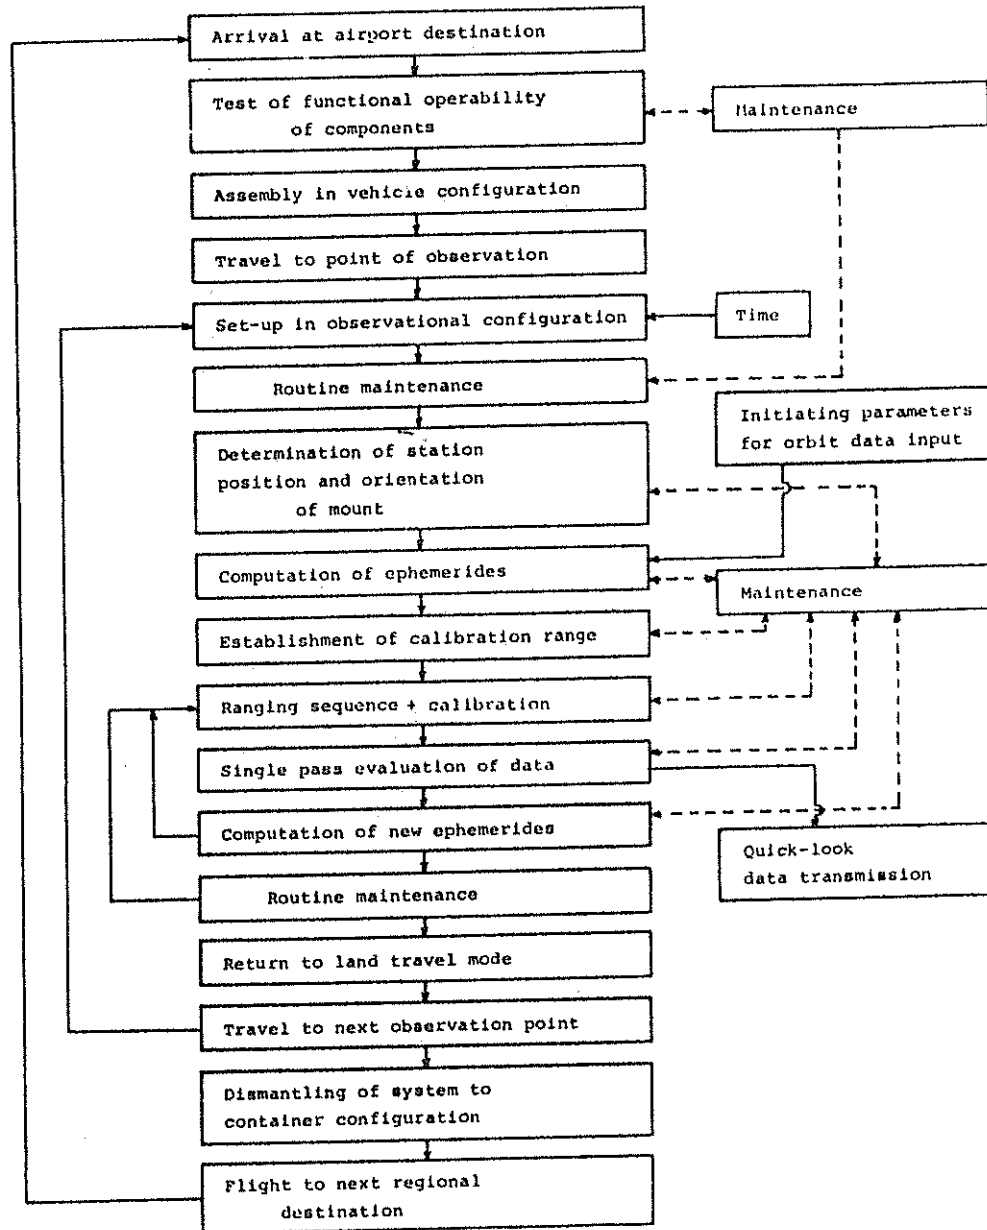 Arrival at airport destination
Test of functional operability
of components
Maintenance
Assembly in vehicle configuration
Travel to point of observation
Set-up in observational configuration
Time
Routine maintenance
Initiating parameters
for orbit data input
Determination of station
position and orientation
of mount
Computation of ephemerides
Maintenance
Establishment of calibration range
Ranging sequence + calibration
Single pass evaluation of data
Computation of new ephemerides
Quick-look
data transmission
Routine maintenance
Return to land travel mode
Travel to next observation point
Dismantling of system to
container configuration
Flight to next regional
destination